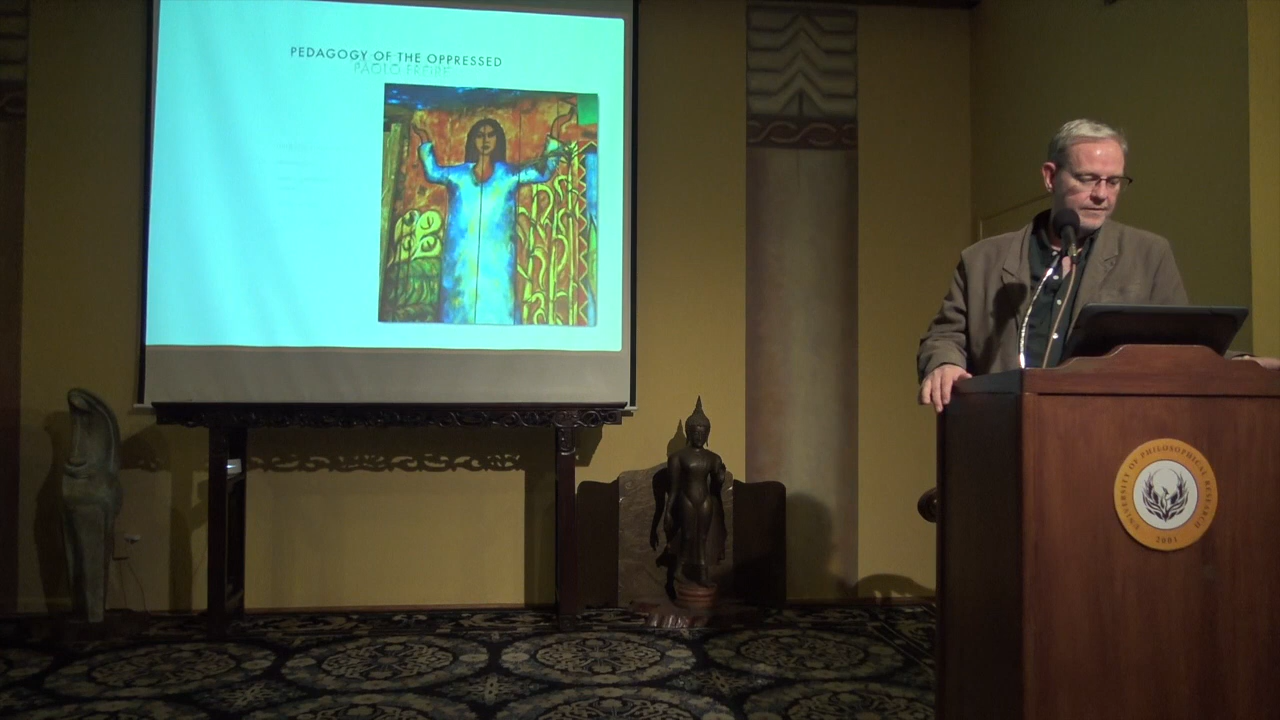 PEDAGOGY OF THE OPPRESSED
PAOLO FREIRE
UNIVERSITY OF PHILOSOPHICAL RESEARCH
2001